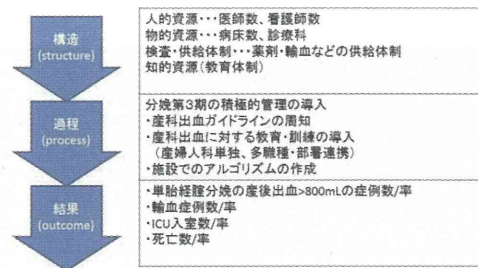 構造
(structure)
人的資源･･･医師数、看護師数
物的資源･･･病床数、診療科
検査･供給体制･･･薬剤･輸血などの供給体制
知的資源(教育体制)
過程
(process)
分娩第3期の積極的管理の導入
・産科出血ガイドラインの周知
・産科出血に対する教育･訓練の導入
(産婦人科単独、多職種･部署連携)
・施設でのアルゴリズムの作成
結果
(outcome)
・単胎経腟分娩の産後出血>800mLの症例数/率
・輸血症例数/率
・ICU入室数/率
・死亡数/率